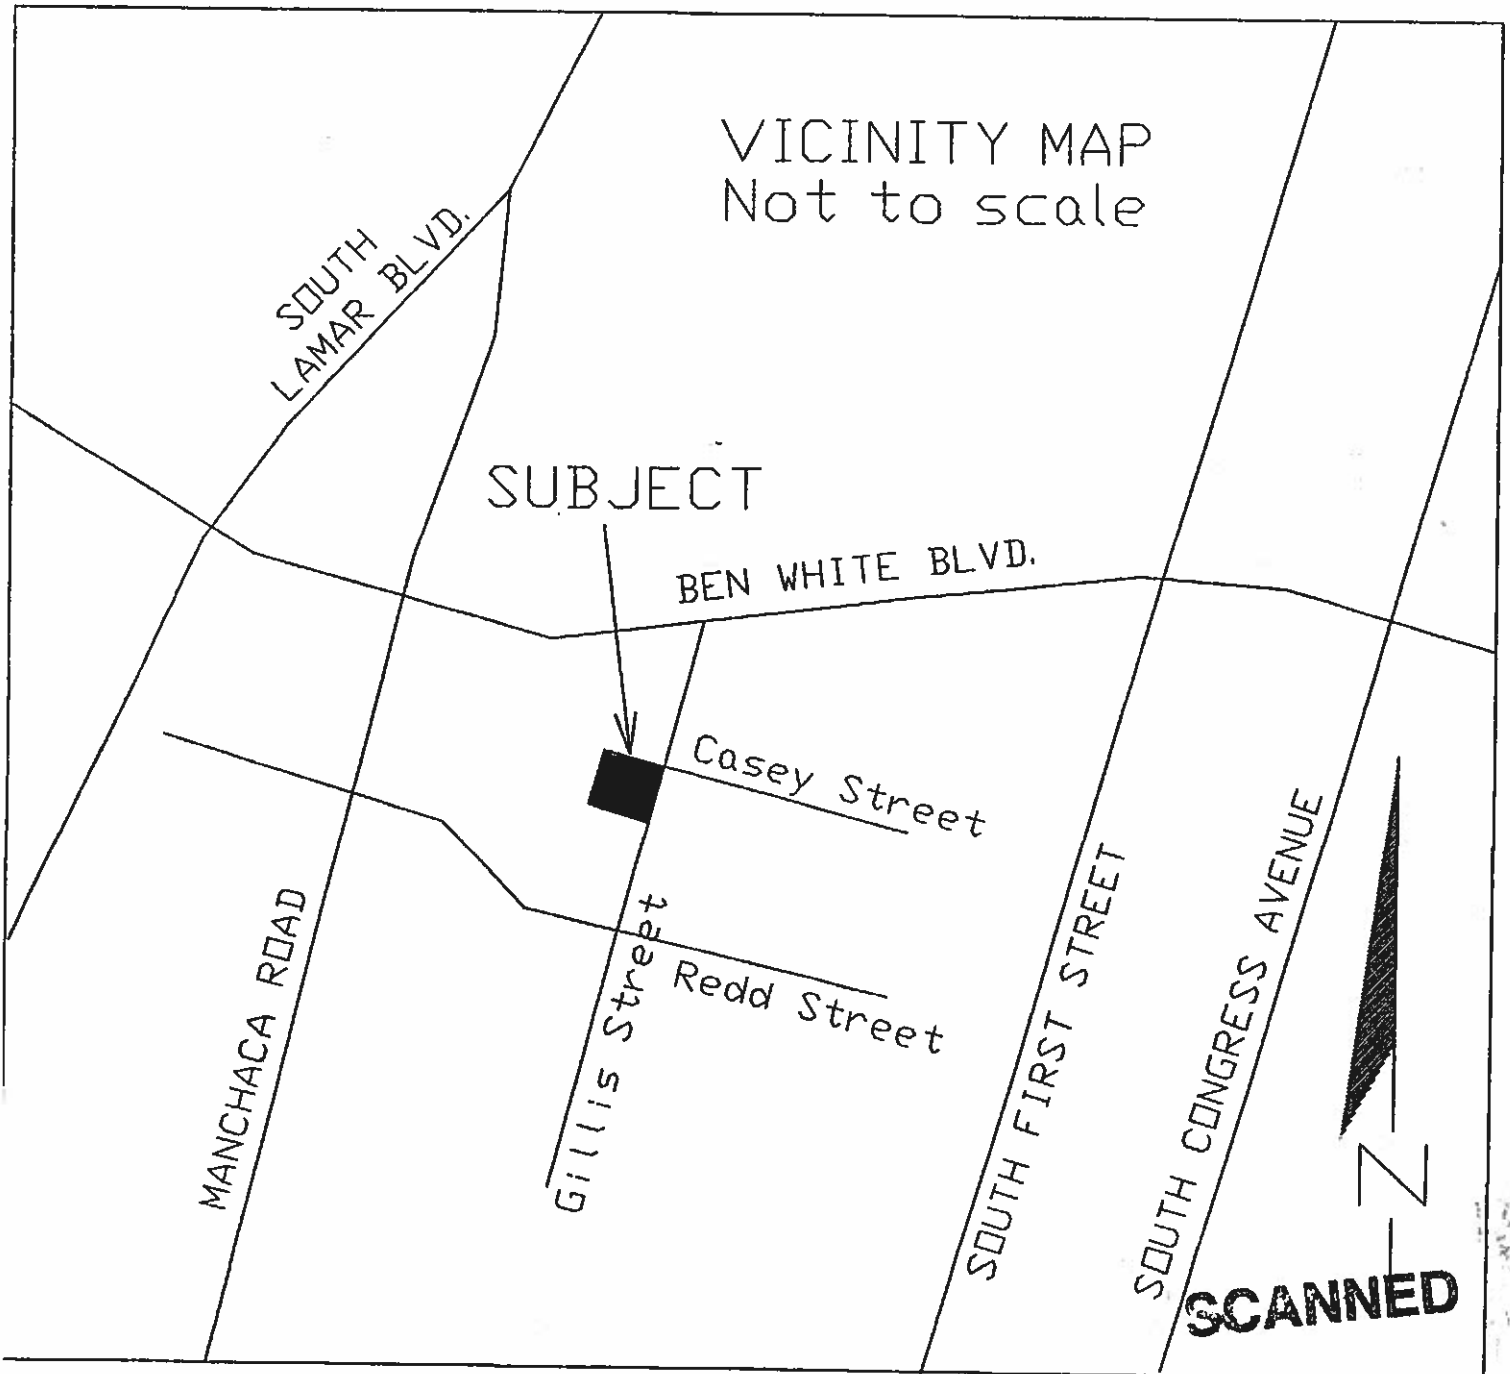 VICINITY MAP
Not to scale
SOUTH
LAMAR BLVD.
SUBJECT
BEN WHITE BLVD.
Casey Street
Gillis Street
Redd Street
MANCHACA ROAD
SOUTH FIRST STREET
SOUTH CONGRESS AVENUE
N
SCANNED